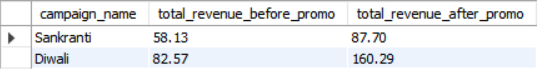 campaign_name total_revenue_before_promo total_revenue_after_promo
Sankranti 58.13 87.70
Diwali 82.57 160.29